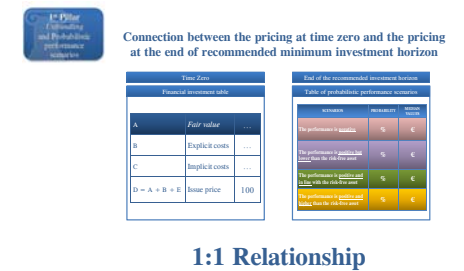 1st Pillar
Unbundling
and Probabilistic
performance
scenarios
Connection between the pricing at time zero and the pricing
at the end of recommended minimum investment horizon
Time Zero
Financial investment table
A Fair value ...
B Explicit costs ...
C Implicit costs ...
D = A + B + E Issue price 100
End of the recommended investment horizon
Table of probabilistic performance scenarios
SCENARIOS PROBABILITY MEDIAN
VALUES
The performance is negative % €
The performance is positive but
lower than the risk-free asset % €
The performance is positive and
in line with the risk-free asset % €
The performance is positive and
higher than the risk-free asset % €
1:1 Relationship